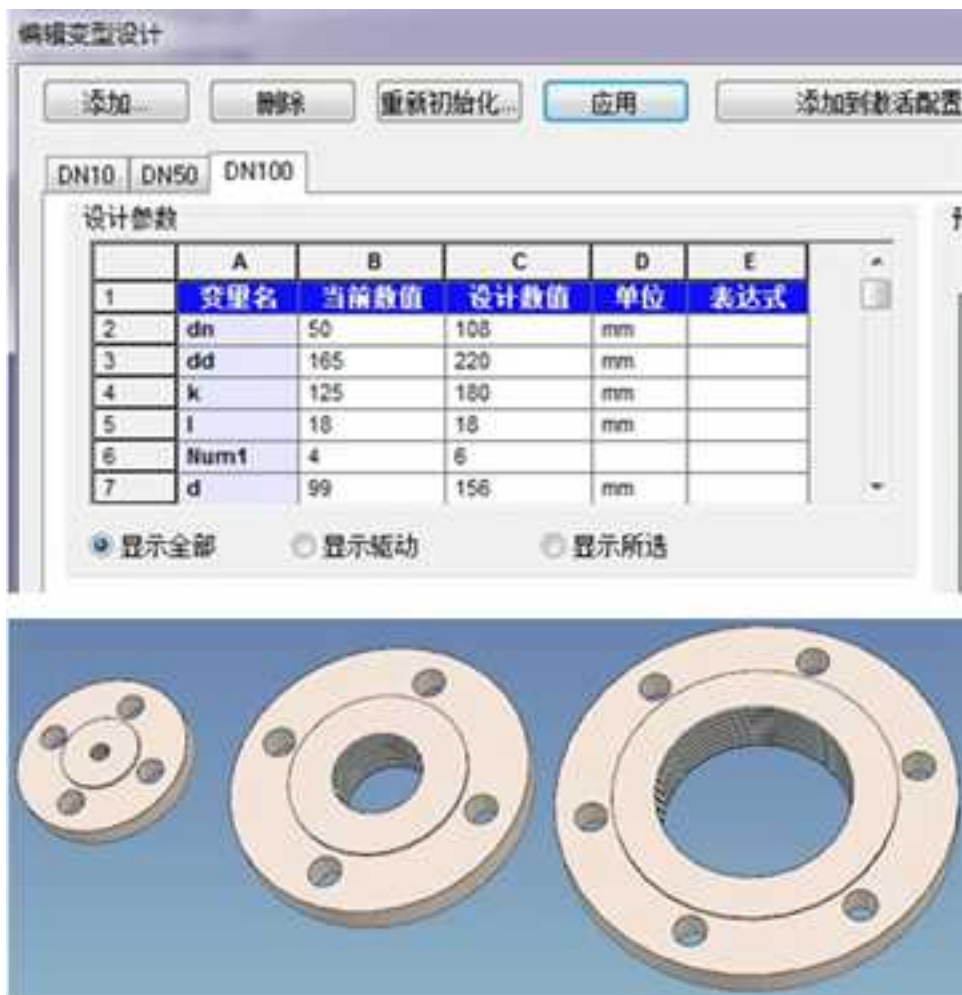 编辑变型设计
添加... 删除 重新初始化... 应用 添加到激活配置
DN10 DN50 DN100
设计参数
A B C D E
1 变量名 当前数值 设计数值 单位 表达式
2 dn 50 108 mm
3 dd 165 220 mm
4 k 125 180 mm
5 l 18 18 mm
6 Num1 4 6
7 d 99 156 mm
显示全部 显示驱动 显示所选